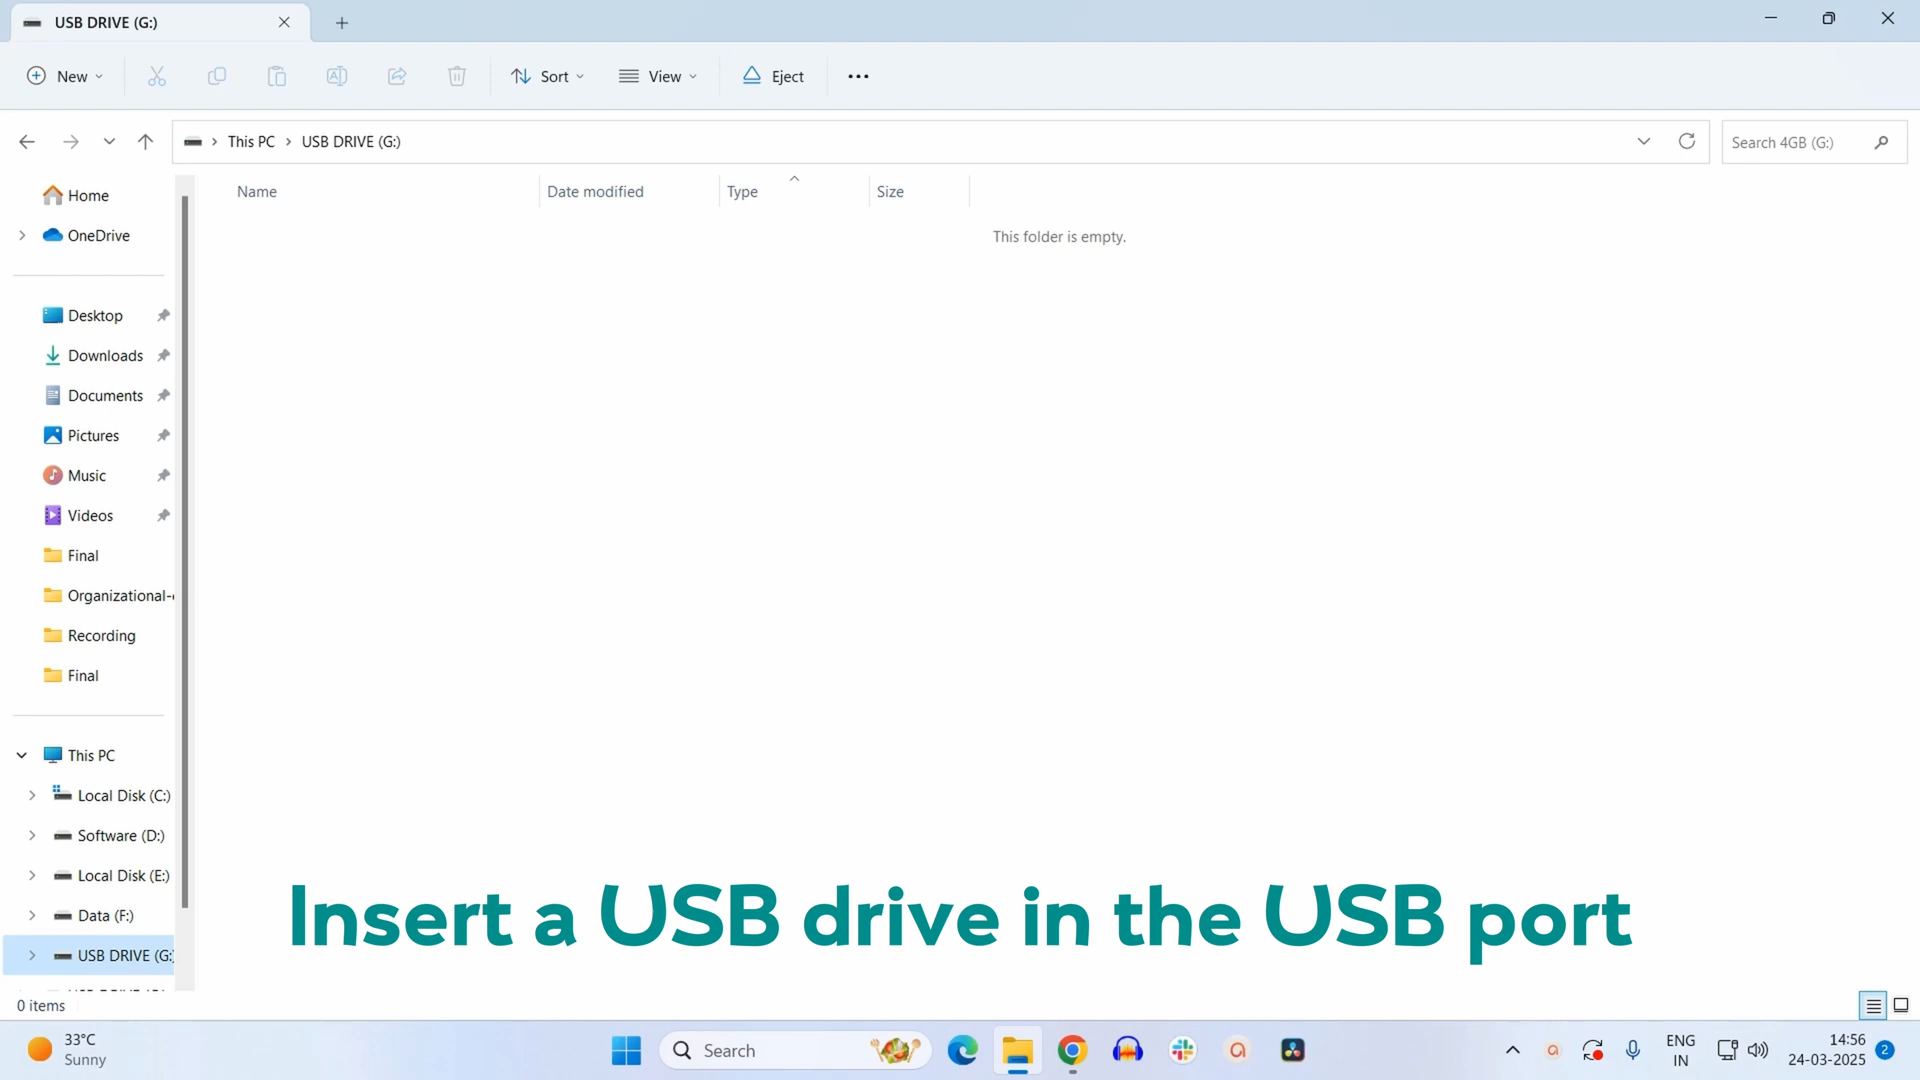 USB DRIVE (G:)
New
Sort
View
Eject
This PC
USB DRIVE (G:)
Search 4GB (G:)
Name
Date modified
Type
Size
This folder is empty.
Home
OneDrive
Desktop
Downloads
Documents
Pictures
Music
Videos
Final
Organizational-
Recording
Final
This PC
Local Disk (C:)
Software (D:)
Local Disk (E:)
Data (F:)
USB DRIVE (G:)
Insert a USB drive in the USB port
0 items
33°C
Sunny
Search
ENG
IN
14:56
24-03-2025
2